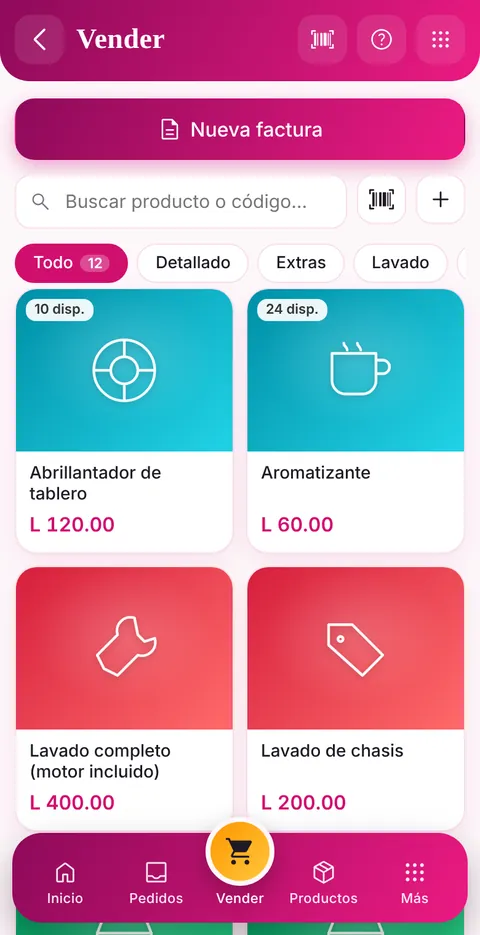 Vender
Nueva factura
Buscar producto o código...
Todo 12
Detallado
Extras
Lavado
10 disp.
24 disp.
Abrillantador de
tablero
L 120.00
Aromatizante
L 60.00
Lavado completo
(motor incluido)
L 400.00
Lavado de chasis
L 200.00
Inicio
Pedidos
Vender
Productos
Más